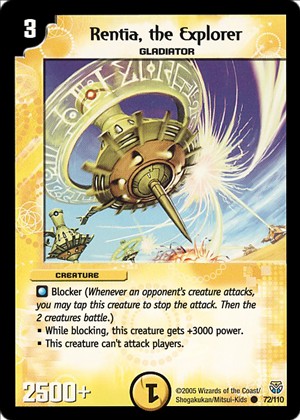 3
Rentia, the Explorer
GLADIATOR
CREATURE
Blocker (Whenever an opponent's creature attacks,
you may tap this creature to stop the attack. Then the
2 creatures battle.)
▪ While blocking, this creature gets +3000 power.
▪ This creature can't attack players.
2500+
1
©2005 Wizards of the Coast/
Shogakukan/Mitsui-Kids ● 72/110